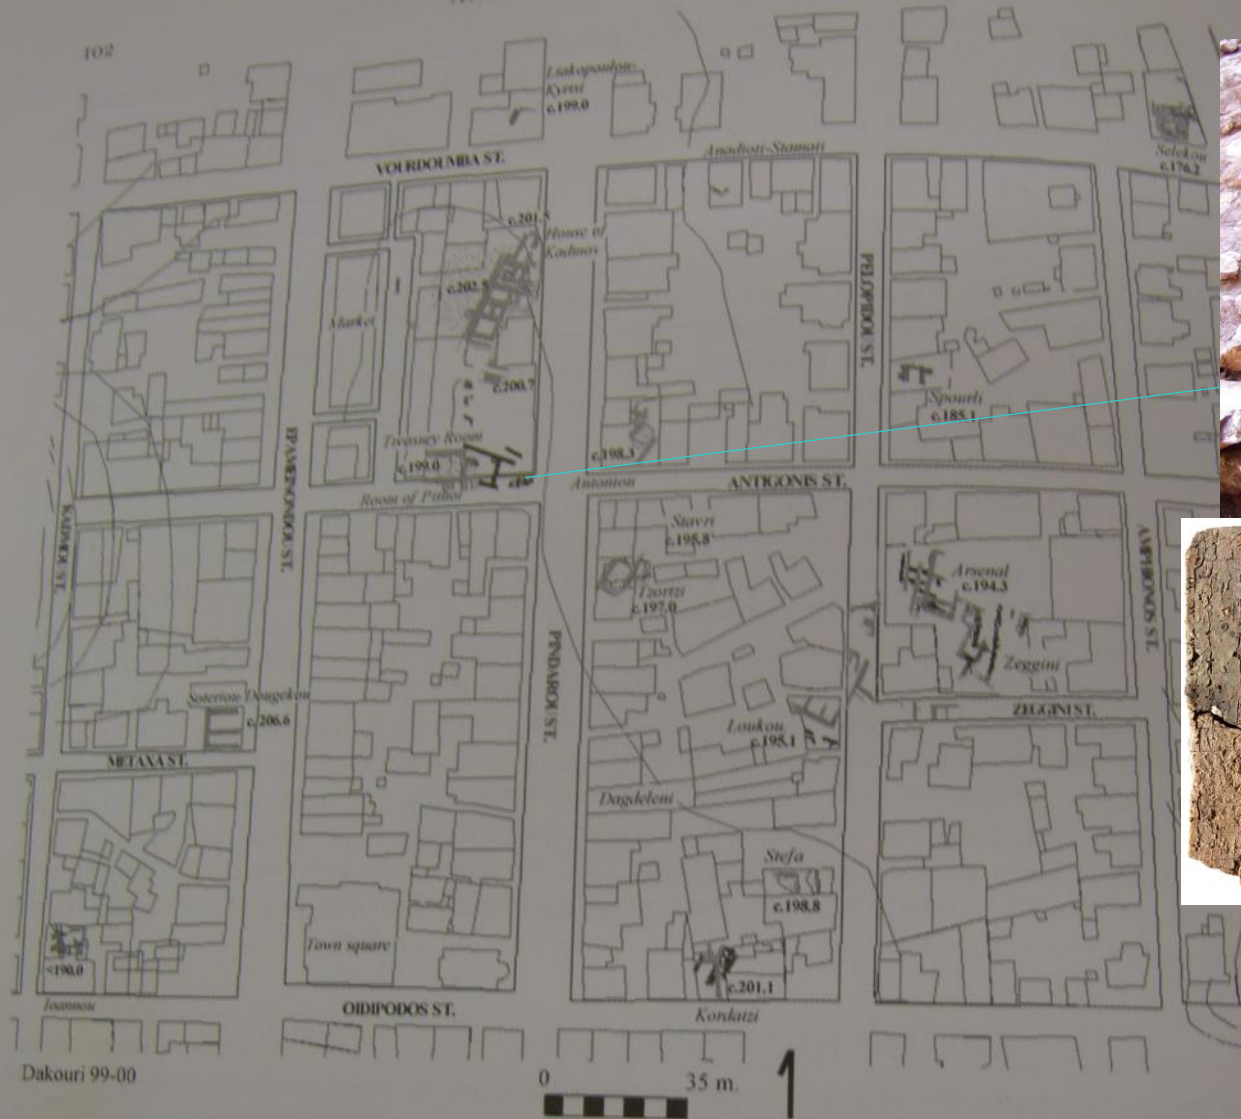 102
Liakopoulou-
Kyrtsi
c.199.0
VOURDOUMBA ST.
Anadioti-Stamati
Selekou
c.176.2
c.201.5
House of
Kadmos
c.202.8
I
Market
PELOPIDOU ST.
c.200.7
Spourli
c.185.1
Treasury Room
c.199.0
c.198.3
Room of Pithoi
Antoniou
ANTIGONIS ST.
EPAMEINONDOU ST.
KADMOU ST.
Stavri
c.195.8
Tzortzi
c.197.0
Arsenal
c.194.3
AMPHIONOS ST.
PINDAROU ST.
Zeggini
Soteriou-Dougekou
c.206.6
Loukou
c.195.1
ZEGGINI ST.
METAXA ST.
Dagdeleni
Stefa
c.198.8
Town square
<190.0
c.201.1
Ioannou
OIDIPODOS ST.
Kordatzi
Dakouri 99-00
0
35 m.